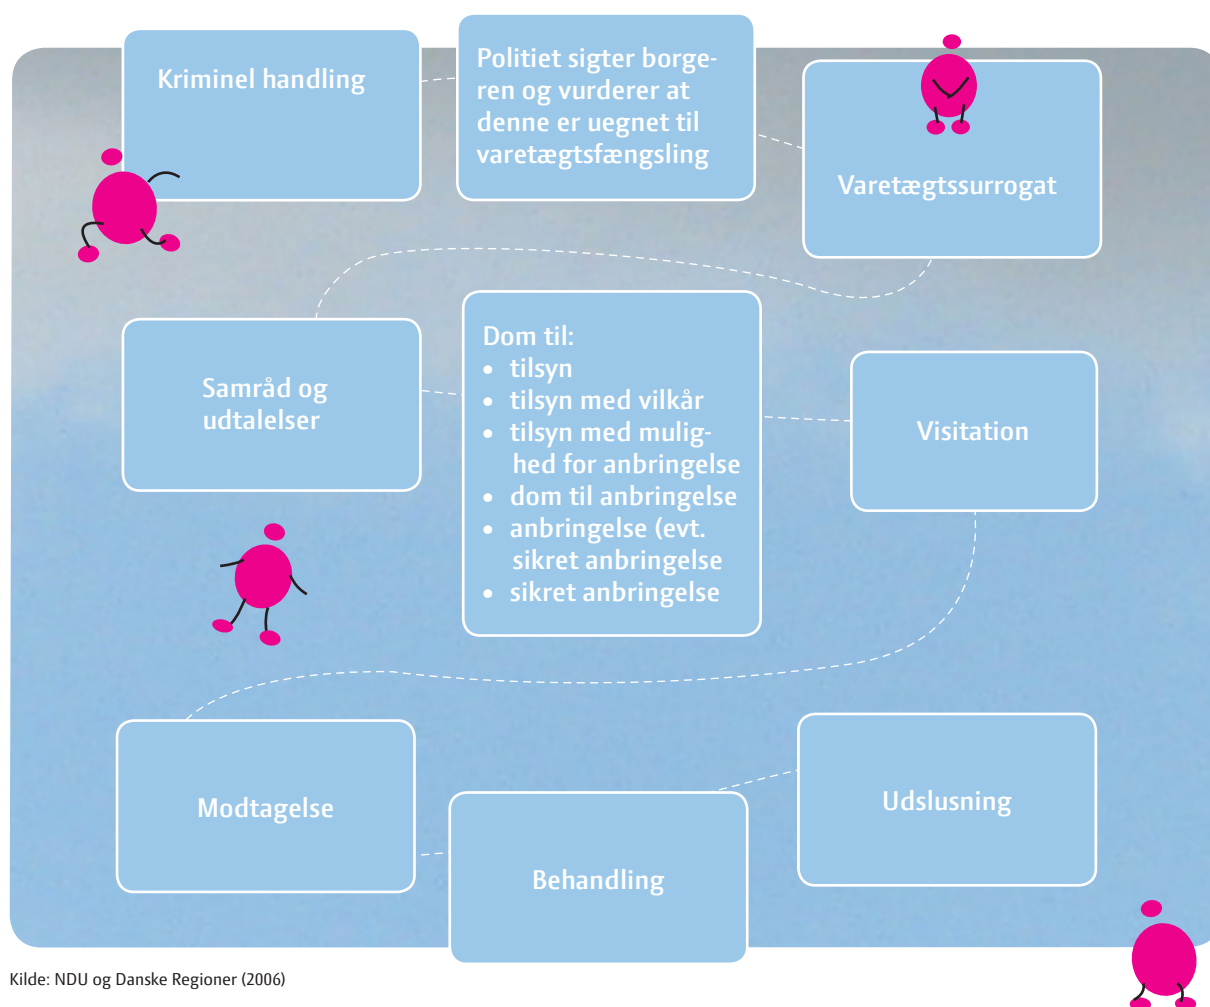 Kriminel handling
Politiet sigter borge-
ren og vurderer at
denne er uegnet til
varetægtsfængsling
Varetægtssurrogat
Samråd og
udtalelser
Dom til:
• tilsyn
• tilsyn med vilkår
• tilsyn med mulig-
hed for anbringelse
• dom til anbringelse
• anbringelse (evt.
sikret anbringelse
• sikret anbringelse
Visitation
Modtagelse
Behandling
Udslusning
Kilde: NDU og Danske Regioner (2006)